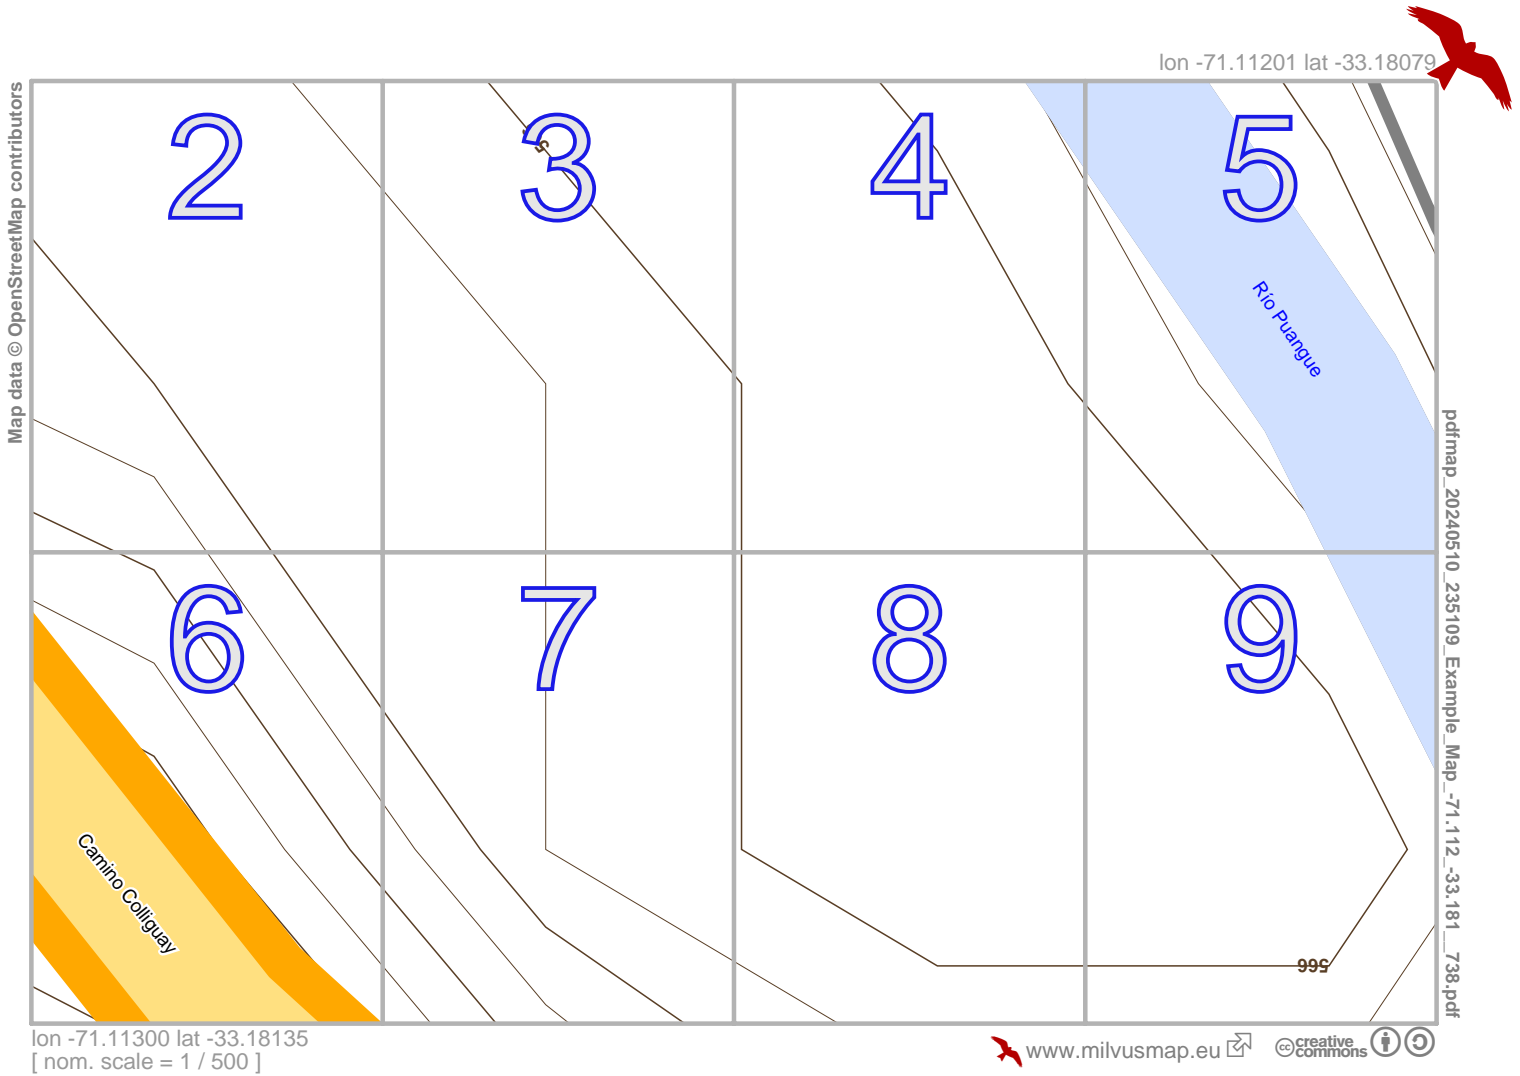 lon -71.11201 lat -33.18079
Map data © OpenStreetMap contributors
2
3
4
5
Río Puangue
6
7
8
9
Camino Colliguay
566
pdfmap_20240510_235109_Example_Map_-71.112_-33.181__738.pdf
lon -71.11300 lat -33.18135
[ nom. scale = 1 / 500 ]
www.milvusmap.eu
cc creative
commons